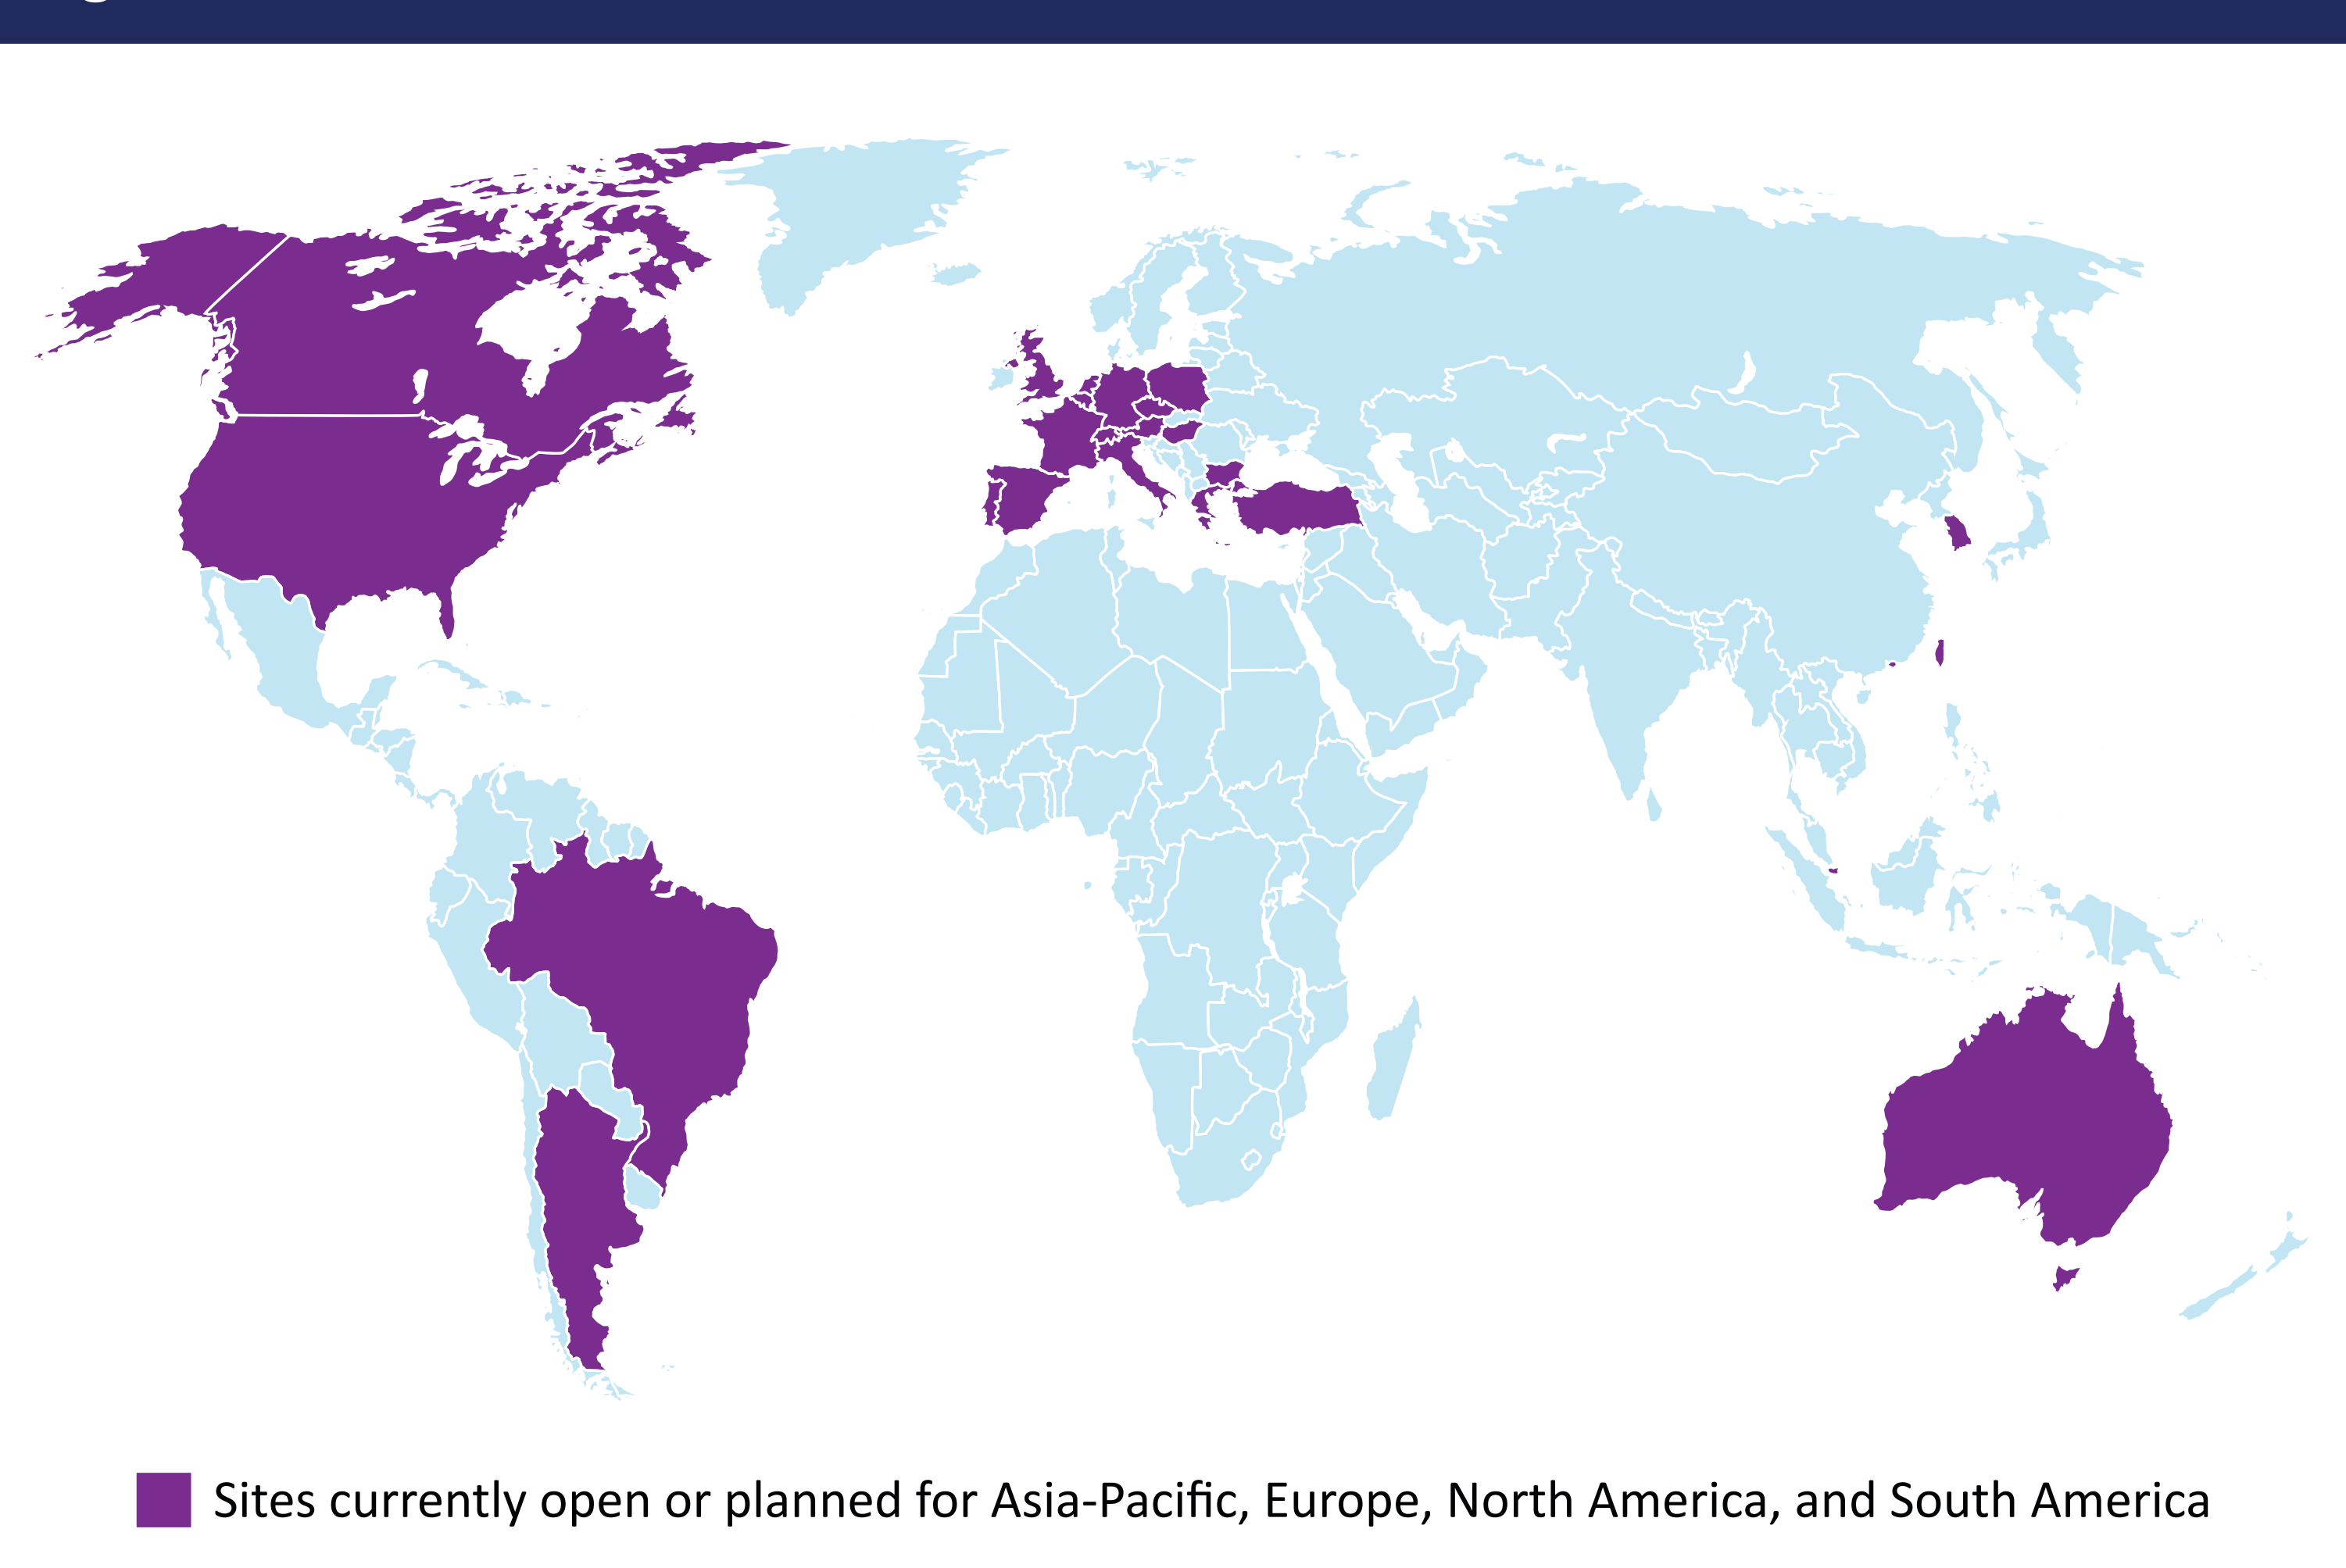 Sites currently open or planned for Asia-Pacific, Europe, North America, and South America